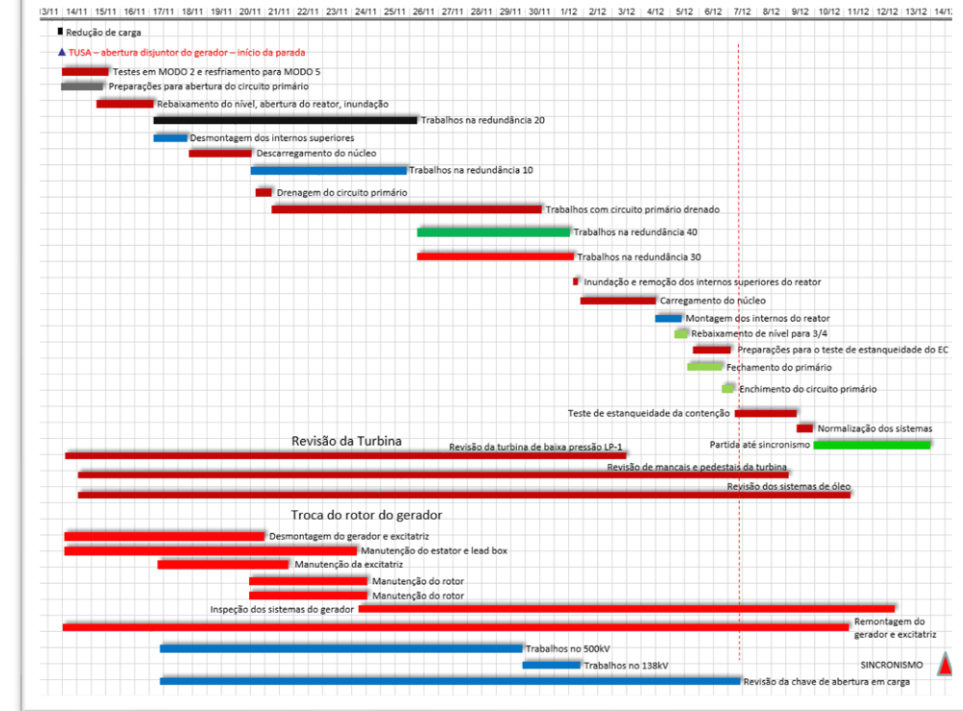 13/11 14/11 15/11 16/11 17/11 18/11 19/11 20/11 21/11 22/11 23/11 24/11 25/11 26/11 27/11 28/11 29/11 30/11 1/12 2/12 3/12 4/12 5/12 6/12 7/12 8/12 9/12 10/12 11/12 12/12 13/12 14/12
Redução de carga
TUSA – abertura disjuntor do gerador – início da parada
Testes em MODO 2 e resfriamento para MODO 5
Preparações para abertura do circuito primário
Rebaixamento do nível, abertura do reator, inundação
Trabalhos na redundância 20
Desmontagem dos internos superiores
Descarregamento do núcleo
Trabalhos na redundância 10
Drenagem do circuito primário
Trabalhos com circuito primário drenado
Trabalhos na redundância 40
Trabalhos na redundância 30
Inundação e remoção dos internos superiores do reator
Carregamento do núcleo
Montagem dos internos do reator
Rebaixamento de nível para 3/4
Preparações para o teste de estanqueidade do EC
Fechamento do primário
Enchimento do circuito primário
Teste de estanqueidade da contenção
Normalização dos sistemas
Partida até sincronismo
Revisão da Turbina
Revisão da turbina de baixa pressão LP-1
Revisão de mancais e pedestais da turbina
Revisão dos sistemas de óleo
Troca do rotor do gerador
Desmontagem do gerador e excitatriz
Manutenção do estator e lead box
Manutenção da excitatriz
Manutenção do rotor
Manutenção do rotor
Inspeção dos sistemas do gerador
Remontagem do
gerador e excitatriz
Trabalhos no 500kV
Trabalhos no 138kV
SINCRONISMO
Revisão da chave de abertura em carga